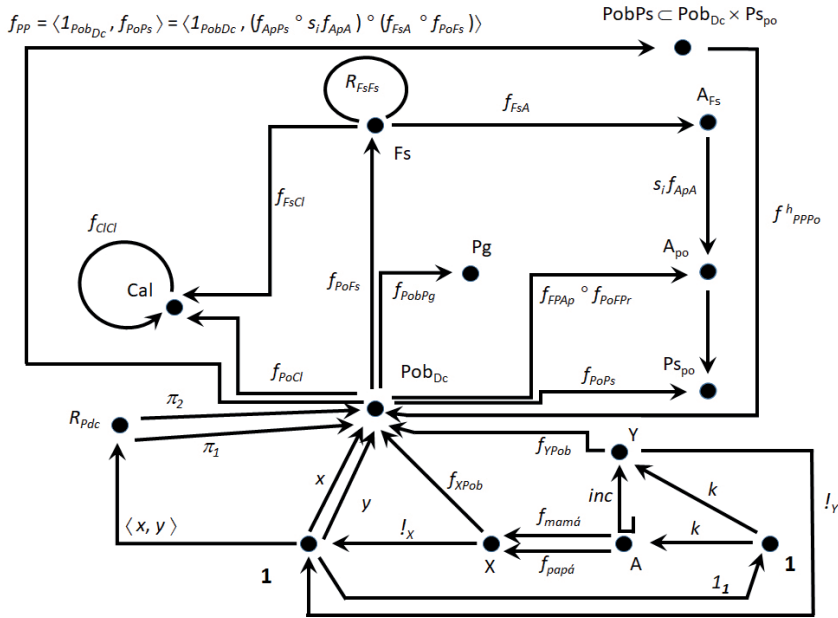 f_PP = ⟨1_Pob_Dc , f_PoPs⟩ = ⟨1_Pob_Dc , (f_ApPs ° s_i f_ApA) ° (f_FsA ° f_PoFs)⟩
PobPs ⊂ Pob_Dc × Ps_po
R_FsFs
A_Fs
f_FsA
Fs
s_i f_ApA
f_FsCl
f^h_PPPo
f_ClCl
Pg
A_po
Cal
f_PoFs
f_PobPg
f_FPAp ° f_PoFPr
f_PoCl
Pob_Dc
Ps_po
f_PoPs
π_2
R_Pdc
π_1
f_YPob
Y
x
y
f_XPob
inc
k
!_Y
⟨ x, y ⟩
!_X
f_mamá
k
1
X
f_papá
A
1
1_1